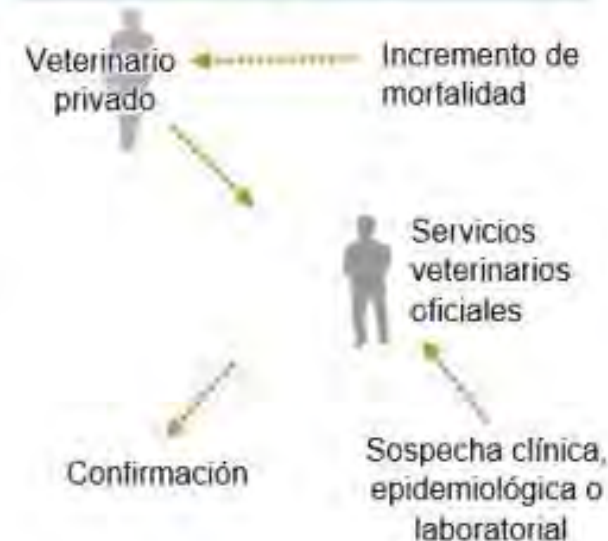 Veterinario
privado
Incremento de
mortalidad
Servicios
veterinarios
oficiales
Confirmación
Sospecha clínica,
epidemiológica o
laboratorial